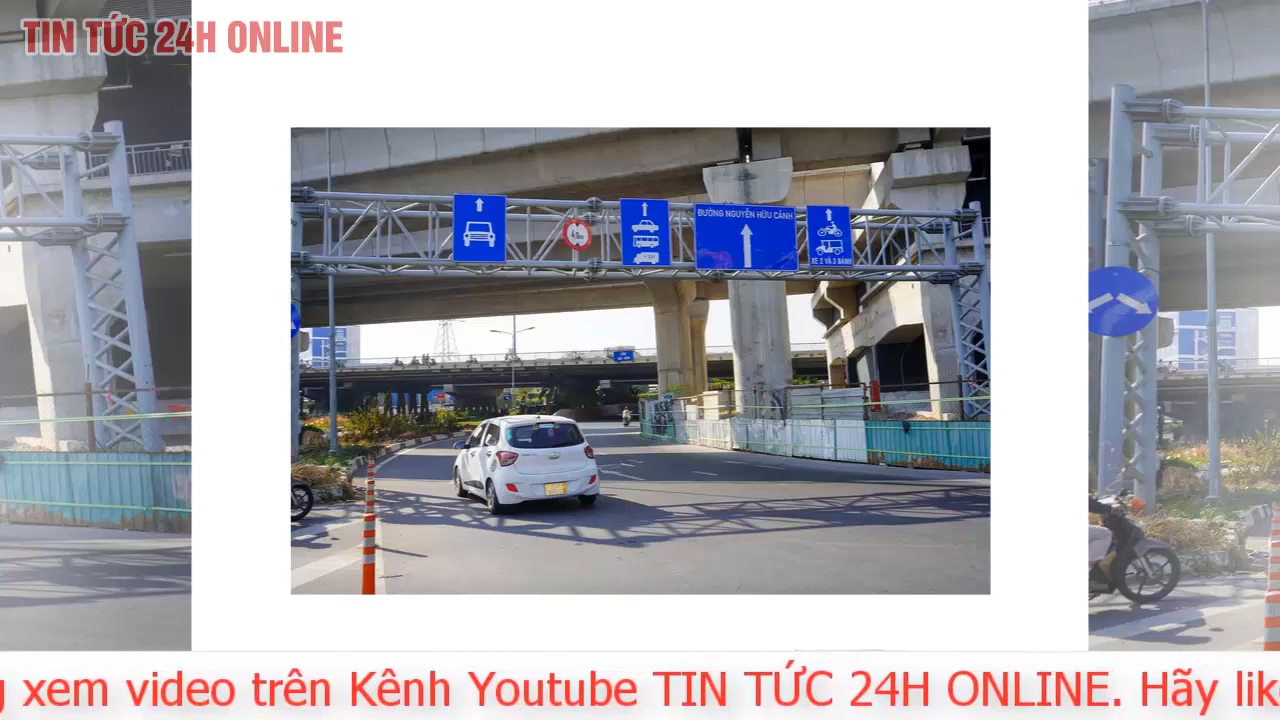 TIN TỨC 24H ONLINE
ĐƯỜNG NGUYỄN HỮU CẢNH
XE 2 VÀ 3 BÁNH
g xem video trên Kênh Youtube TIN TỨC 24H ONLINE. Hãy lik